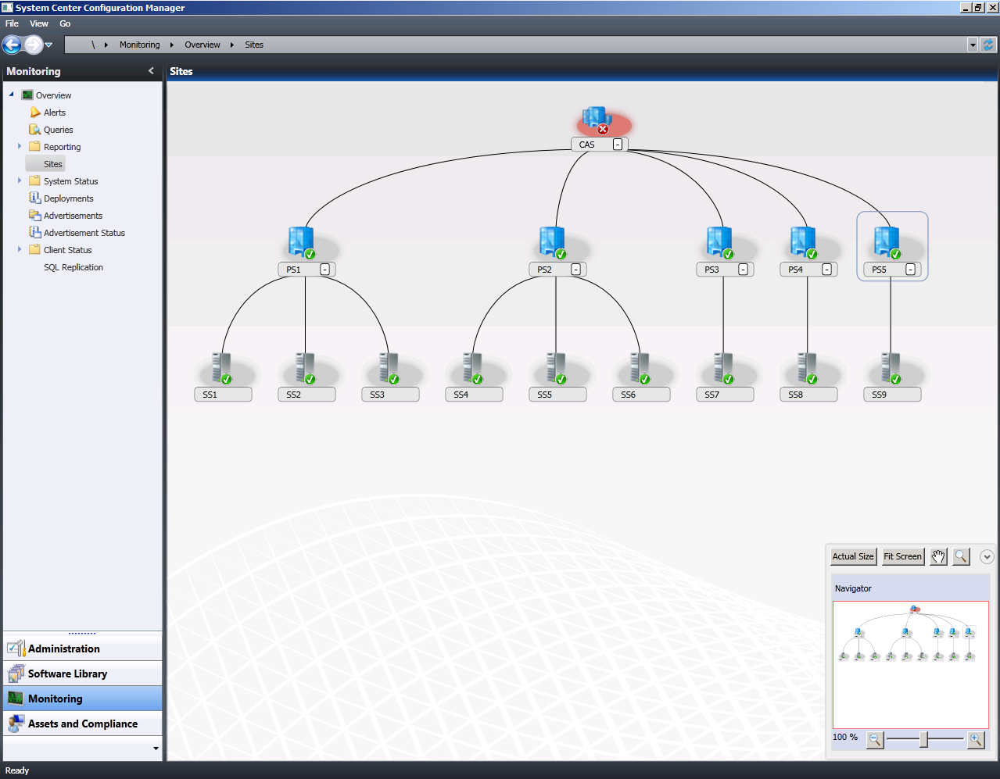 System Center Configuration Manager
File View Go
\ Monitoring Overview Sites
Monitoring
Sites
Overview
Alerts
Queries
Reporting
Sites
System Status
Deployments
Advertisements
Advertisement Status
Client Status
SQL Replication
CAS
PS1 PS2 PS3 PS4 PS5
SS1 SS2 SS3 SS4 SS5 SS6 SS7 SS8 SS9
Actual Size Fit Screen
Navigator
100 %
Administration
Software Library
Monitoring
Assets and Compliance
Ready